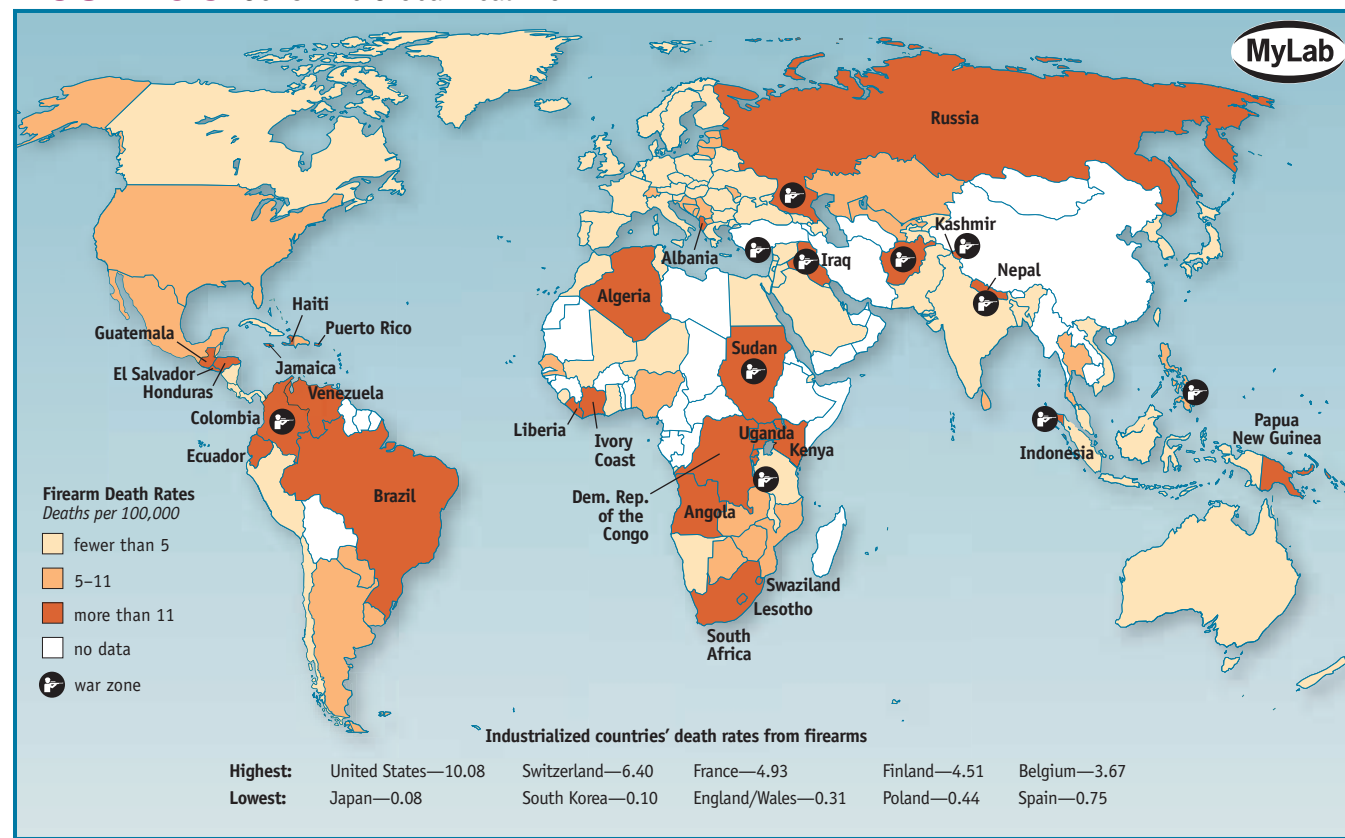 MyLab
Russia
Kashmir
Albania
Iraq
Nepal
Algeria
Haiti
Guatemala
Puerto Rico
Sudan
Jamaica
El Salvador
Honduras
Venezuela
Colombia
Liberia
Ivory
Coast
Uganda
Kenya
Papua
New Guinea
Indonesia
Ecuador
Brazil
Dem. Rep.
of the
Congo
Angola
Swaziland
Lesotho
South
Africa
Firearm Death Rates
Deaths per 100,000
fewer than 5
5–11
more than 11
no data
war zone
Industrialized countries' death rates from firearms
Highest: United States—10.08 Switzerland—6.40 France—4.93 Finland—4.51 Belgium—3.67
Lowest: Japan—0.08 South Korea—0.10 England/Wales—0.31 Poland—0.44 Spain—0.75